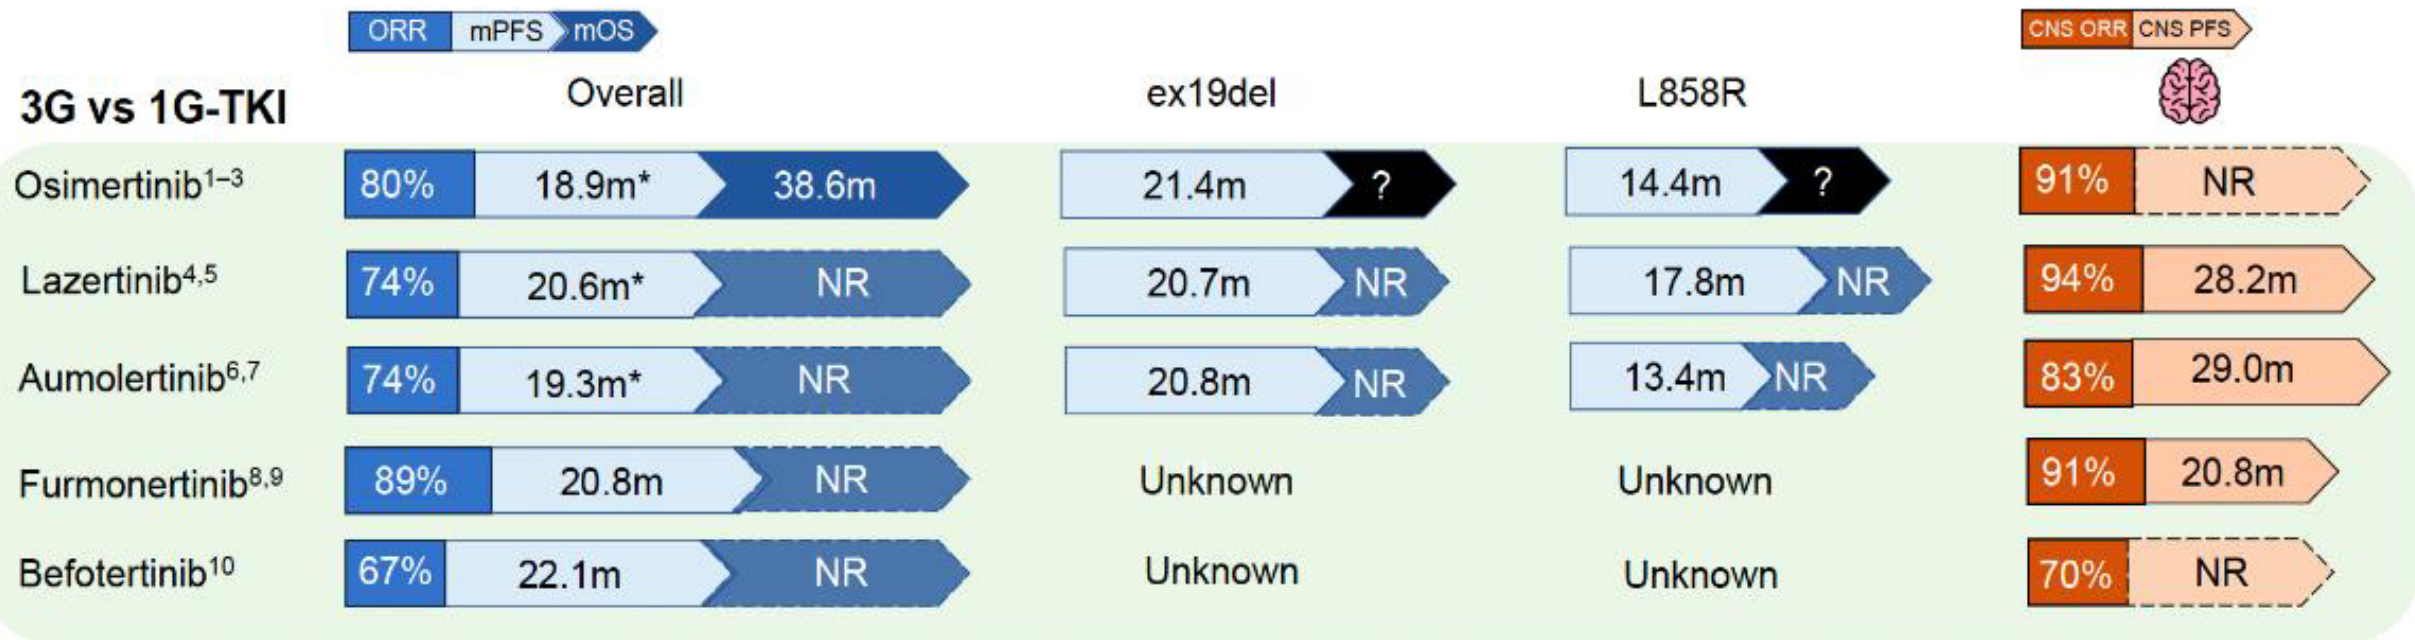 ORR mPFS mOS CNS ORR CNS PFS
3G vs 1G-TKI Overall ex19del L858R
Osimertinib¹⁻³ 80% 18.9m* 38.6m 21.4m ? 14.4m ? 91% NR
Lazertinib⁴,⁵ 74% 20.6m* NR 20.7m NR 17.8m NR 94% 28.2m
Aumolertinib⁶,⁷ 74% 19.3m* NR 20.8m NR 13.4m NR 83% 29.0m
Furmonertinib⁸,⁹ 89% 20.8m NR Unknown Unknown 91% 20.8m
Befotertinib¹⁰ 67% 22.1m NR Unknown Unknown 70% NR